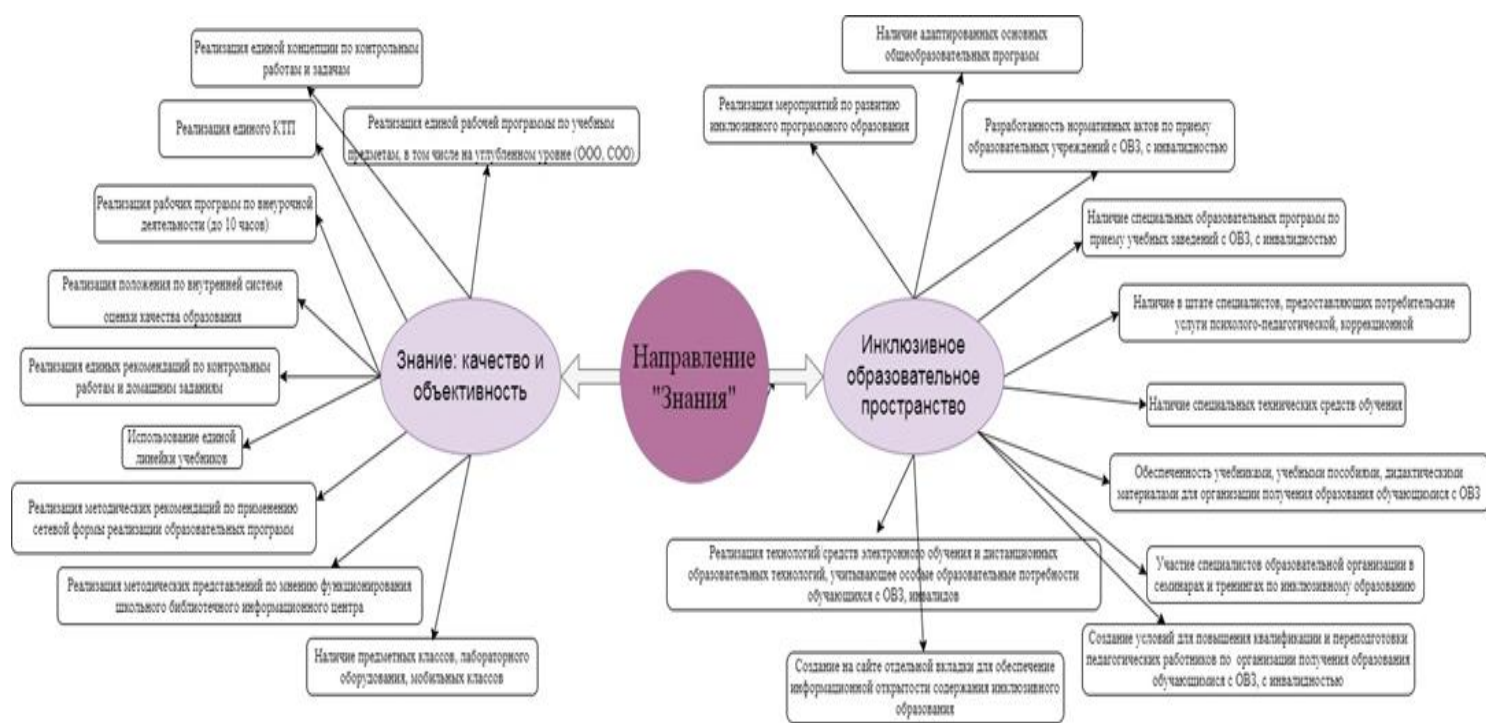 Реализация единой концепции по контрольным
работам и задачам
Реализация единого КТП
Реализация единой рабочей программы по учебным
предметам, в том числе на углубленном уровне (ООО, СОО)
Реализация рабочих программ по внеурочной
деятельности (до 10 часов)
Реализация положения по внутренней системе
оценки качества образования
Реализация единых рекомендаций по контрольным
работам и домашним заданиям
Использование единой
линейки учебников
Реализация методических рекомендаций по применению
сетевой формы реализации образовательных программ
Реализация методических представлений по мнению функционирования
школьного библиотечного информационного центра
Наличие предметных классов, лабораторного
оборудования, мобильных классов
Знание: качество и
объективность
Направление
"Знания"
Инклюзивное
образовательное
пространство
Наличие адаптированных основных
общеобразовательных программ
Реализация мероприятий по развитию
инклюзивного программного образования
Разработанность нормативных актов по приему
образовательных учреждений с ОВЗ, с инвалидностью
Наличие специальных образовательных программ по
приему учебных заведений с ОВЗ, с инвалидностью
Наличие в штате специалистов, предоставляющих потребительские
услуги психолого-педагогической, коррекционной
Наличие специальных технических средств обучения
Обеспеченность учебниками, учебными пособиями, дидактическими
материалами для организации получения образования обучающимися с ОВЗ
Участие специалистов образовательной организации в
семинарах и тренингах по инклюзивному образованию
Создание условий для повышения квалификации и переподготовки
педагогических работников по организации получения образования
обучающимися с ОВЗ, с инвалидностью
Реализация технологий средств электронного обучения и дистанционных
образовательных технологий, учитывающее особые образовательные потребности
обучающихся с ОВЗ, инвалидов
Создание на сайте отдельной вкладки для обеспечение
информационной открытости содержания инклюзивного
образования